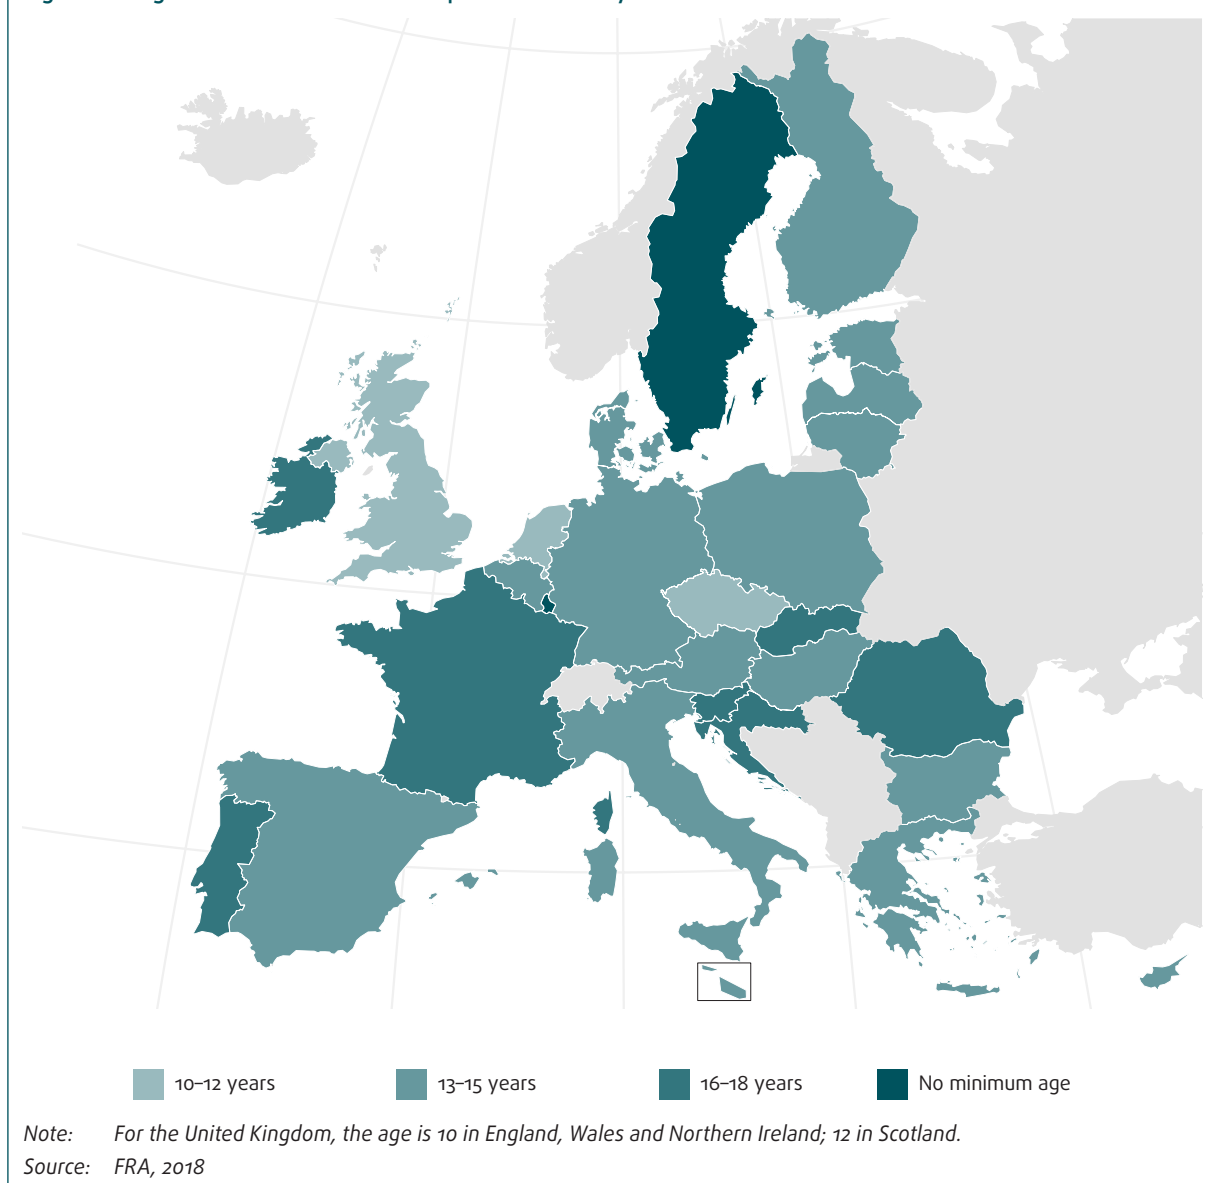 10–12 years
13–15 years
16–18 years
No minimum age
Note: For the United Kingdom, the age is 10 in England, Wales and Northern Ireland; 12 in Scotland.
Source: FRA, 2018